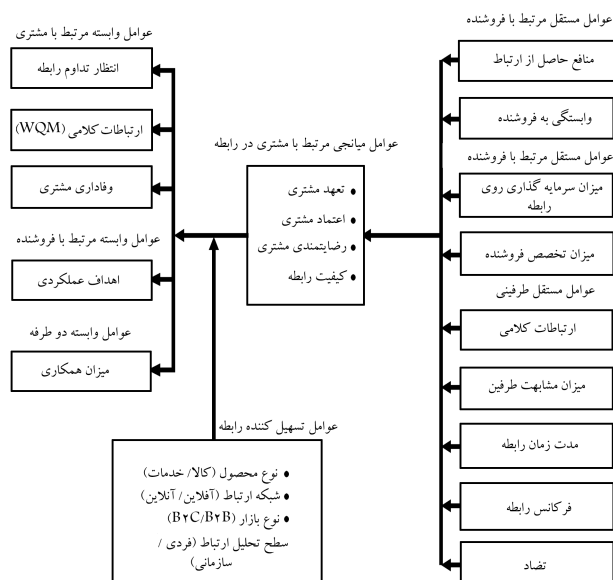 عوامل مستقل مرتبط با فروشنده
منافع حاصل از ارتباط
وابستگی به فروشنده
عوامل مستقل مرتبط با فروشنده
میزان سرمایه گذاری روی
رابطه
میزان تخصص فروشنده
عوامل مستقل طرفینی
ارتباطات کلامی
میزان مشابهت طرفین
مدت زمان رابطه
فرکانس رابطه
تضاد
عوامل میانجی مرتبط با مشتری در رابطه
• تعهد مشتری
• اعتماد مشتری
• رضایتمندی مشتری
• کیفیت رابطه
عوامل تسهیل کننده رابطه
• نوع محصول (کالا/ خدمات)
• شبکه ارتباط (آفلاین/ آنلاین)
• نوع بازار (B۲C/B۲B)
سطح تحلیل ارتباط (فردی /
سازمانی)
عوامل وابسته مرتبط با مشتری
انتظار تداوم رابطه
ارتباطات کلامی (WQM)
وفاداری مشتری
عوامل وابسته مرتبط با فروشنده
اهداف عملکردی
عوامل وابسته دو طرفه
میزان همکاری